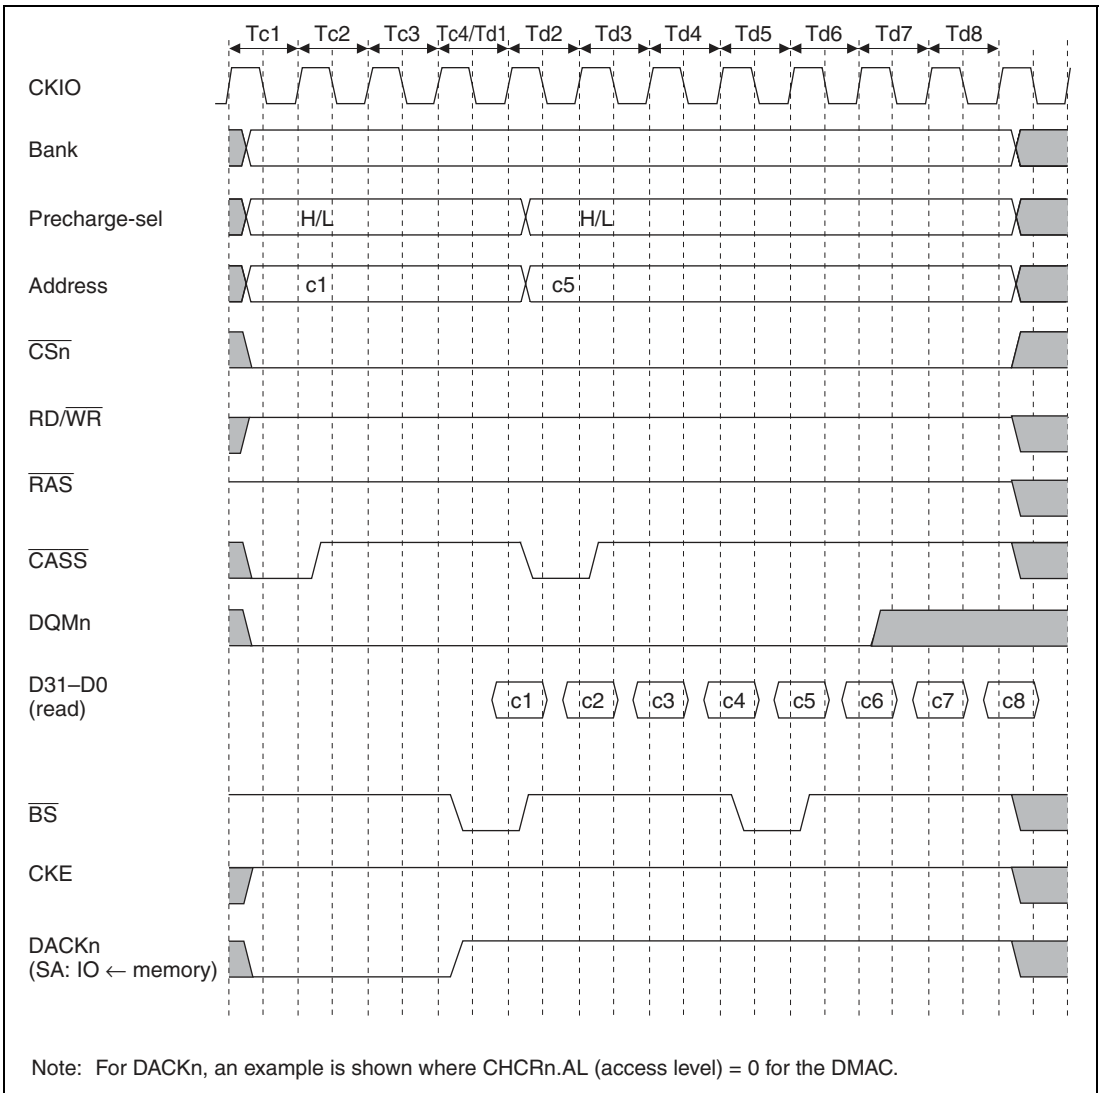 Tc1 Tc2 Tc3 Tc4/Td1 Td2 Td3 Td4 Td5 Td6 Td7 Td8
CKIO
Bank
Precharge-sel H/L H/L
Address c1 c5
CSn
RD/WR
RAS
CASS
DQMn
D31–D0
(read) c1 c2 c3 c4 c5 c6 c7 c8
BS
CKE
DACKn
(SA: IO ← memory)
Note: For DACKn, an example is shown where CHCRn.AL (access level) = 0 for the DMAC.